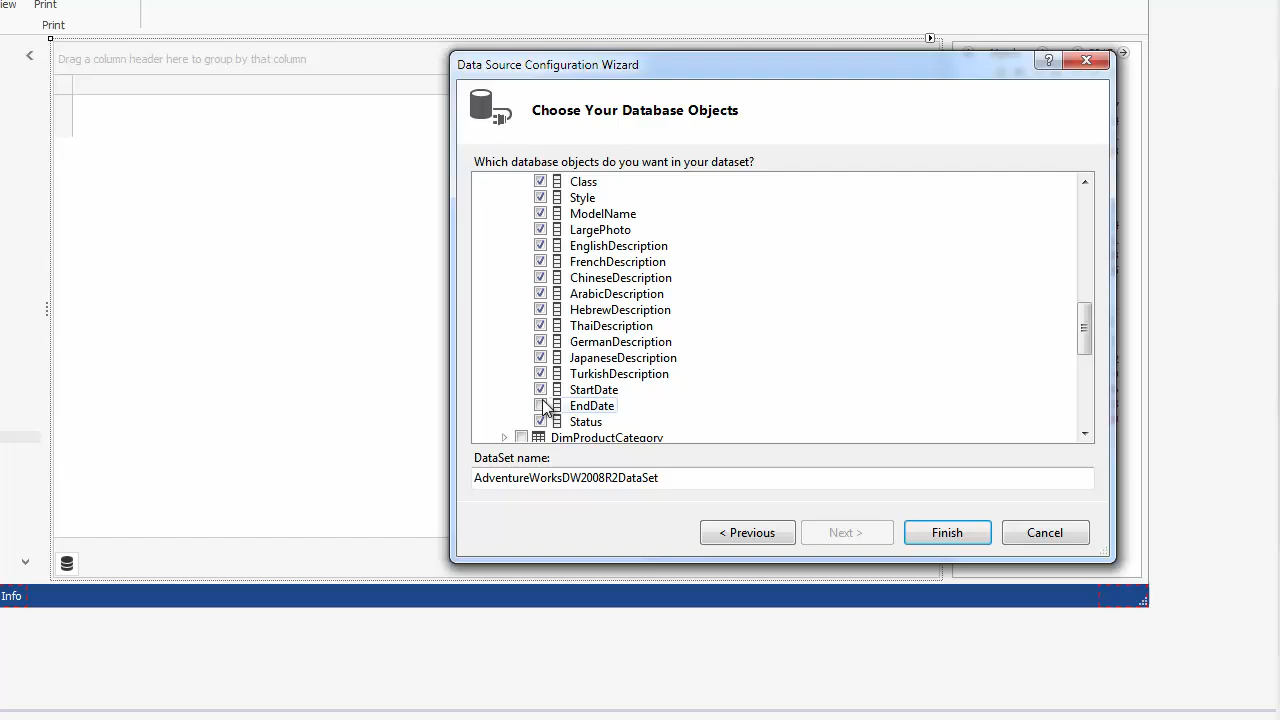 Print
Print
Drag a column header here to group by that column
Data Source Configuration Wizard
?
Choose Your Database Objects
Which database objects do you want in your dataset?
Class
Style
ModelName
LargePhoto
EnglishDescription
FrenchDescription
ChineseDescription
ArabicDescription
HebrewDescription
ThaiDescription
GermanDescription
JapaneseDescription
TurkishDescription
StartDate
EndDate
Status
DimProductCategory
DataSet name:
AdventureWorksDW2008R2DataSet
< Previous
Next >
Finish
Cancel
Info